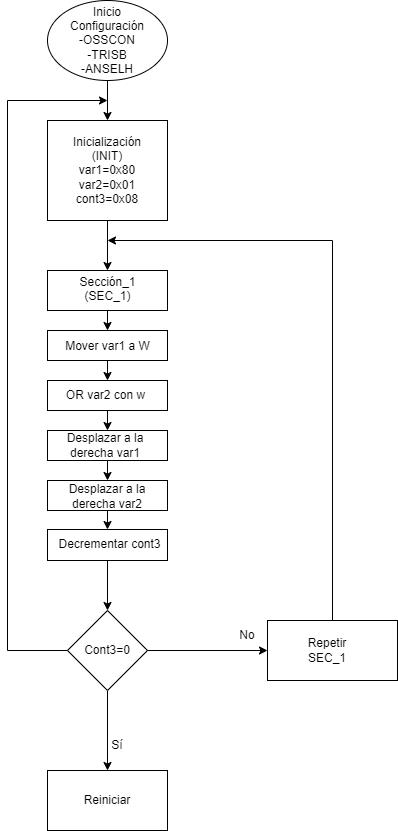 Inicio
Configuración
-OSSCON
-TRISB
-ANSELH
Inicialización
(INIT)
var1=0x80
var2=0x01
cont3=0x08
Sección_1
(SEC_1)
Mover var1 a W
OR var2 con w
Desplazar a la
derecha var1
Desplazar a la
derecha var2
Decrementar cont3
Cont3=0
No
Repetir
SEC_1
Sí
Reiniciar